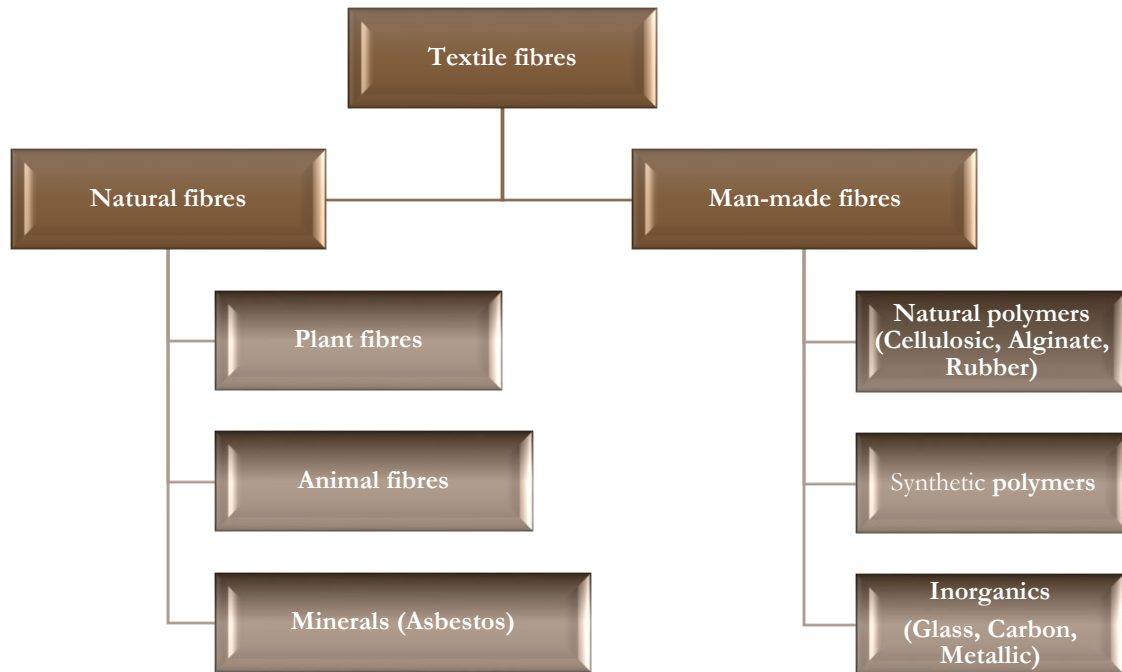 Textile fibres
Natural fibres
Man-made fibres
Plant fibres
Animal fibres
Minerals (Asbestos)
Natural polymers
(Cellulosic, Alginate,
Rubber)
Synthetic polymers
Inorganics
(Glass, Carbon,
Metallic)